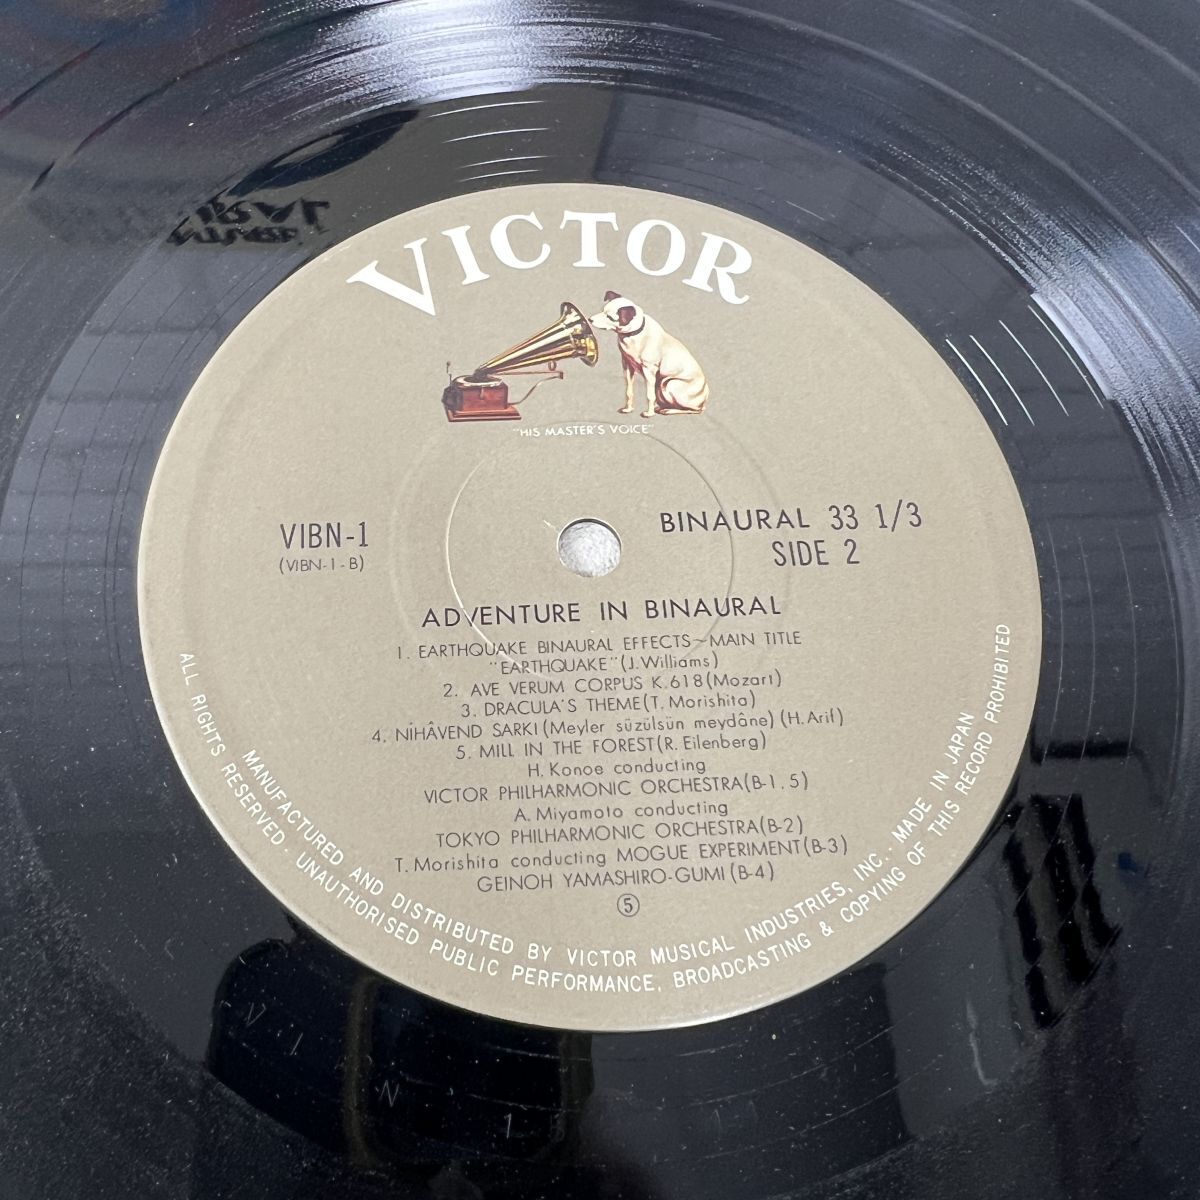 VICTOR
"HIS MASTER'S VOICE"
VIBN-1
(VIBN-1-B)
BINAURAL 33 1/3
SIDE 2
ADVENTURE IN BINAURAL
1. EARTHQUAKE BINAURAL EFFECTS~MAIN TITLE
"EARTHQUAKE"(J.Williams)
2. AVE VERUM CORPUS K.618(Mozart)
3. DRACULA'S THEME(T.Morishita)
4. NİHÂVEND SARKI(Meyler süzülsün meydâne)(H.Arif)
5. MILL IN THE FOREST(R.Eilenberg)
H.Konoe conducting
VICTOR PHILHARMONIC ORCHESTRA(B-1,5)
A.Miyamoto conducting
TOKYO PHILHARMONIC ORCHESTRA(B-2)
T.Morishita conducting MOGUE EXPERIMENT(B-3)
GEINOH YAMASHIRO-GUMI(B-4)
⑤
MANUFACTURED AND DISTRIBUTED BY VICTOR MUSICAL INDUSTRIES, INC. · MADE IN JAPAN
ALL RIGHTS RESERVED · UNAUTHORISED PUBLIC PERFORMANCE, BROADCASTING & COPYING OF THIS RECORD PROHIBITED